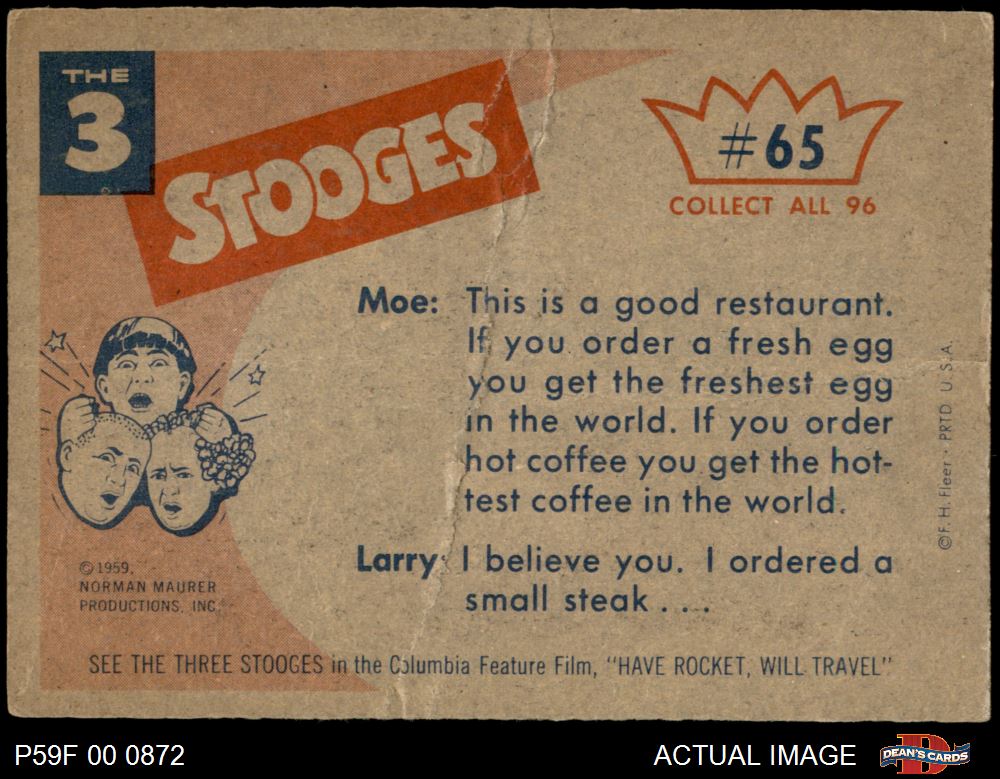 THE
3
STOOGES
#65
COLLECT ALL 96
Moe: This is a good restaurant.
If you order a fresh egg
you get the freshest egg
in the world. If you order
hot coffee you get the hot-
test coffee in the world.
Larry: I believe you. I ordered a
small steak...
© F. H. Fleer · PRTD U.S.A.
© 1959,
NORMAN MAURER
PRODUCTIONS, INC.
SEE THE THREE STOOGES in the Columbia Feature Film, "HAVE ROCKET, WILL TRAVEL"
P59F 00 0872
ACTUAL IMAGE
DEAN'S CARDS